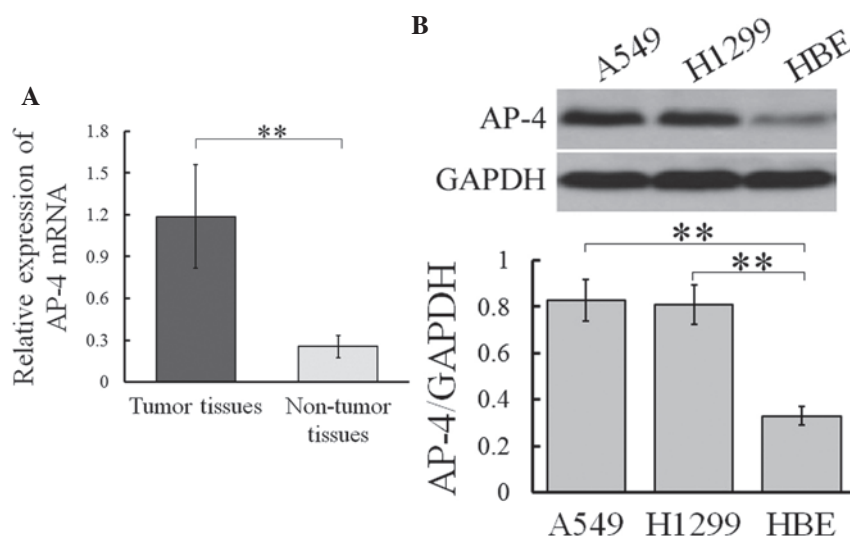 A
Relative expression of
AP-4 mRNA
1.8
1.5
1.2
0.9
0.6
0.3
0
**
Tumor tissues
Non-tumor
tissues
B
A549
H1299
HBE
AP-4
GAPDH
AP-4/GAPDH
1
0.8
0.6
0.4
0.2
0
**
**
A549
H1299
HBE